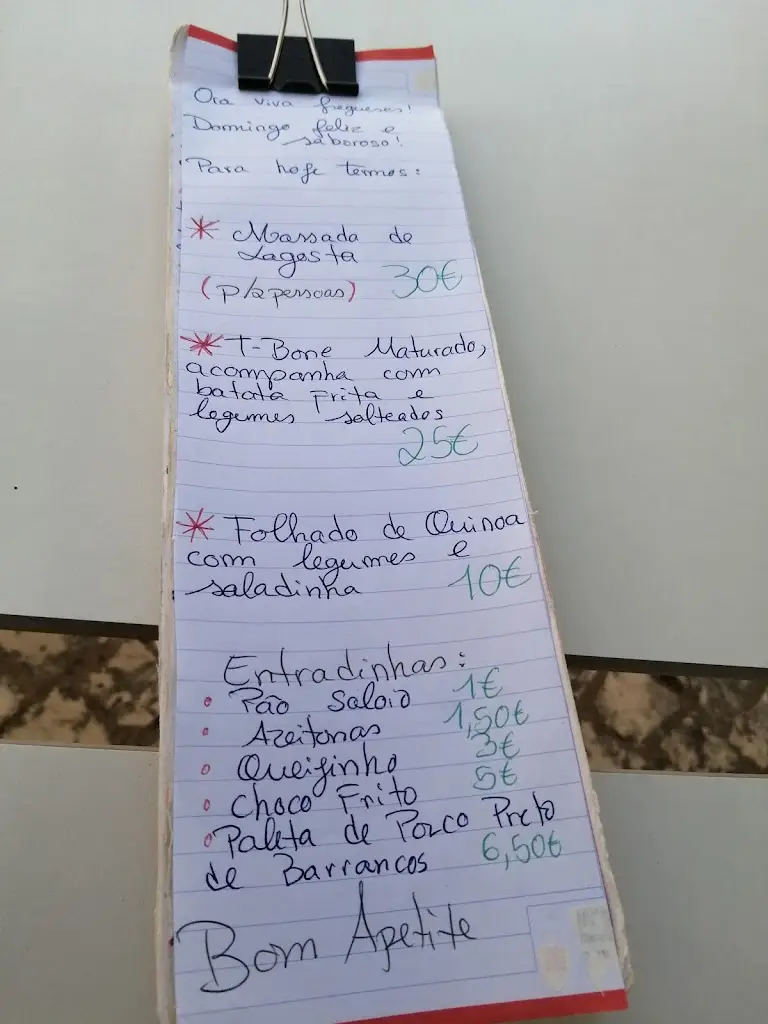 Ora viva fregueses!
Domingo feliz e
saboroso!
Para hoje temos:
* Massada de
Lagosta
(p/2 pessoas) 30€
* T-Bone Maturado,
acompanha com
batata frita e
legumes salteados
25€
* Folhado de Quinoa
com legumes e
saladinha 10€
Entradinhas:
• Pão Saloio 1€
• Azeitonas 1,50€
• Queijinho 3€
• Choco Frito 5€
• Paleta de Porco Preto
de Barrancos 6,50€
Bom Apetite